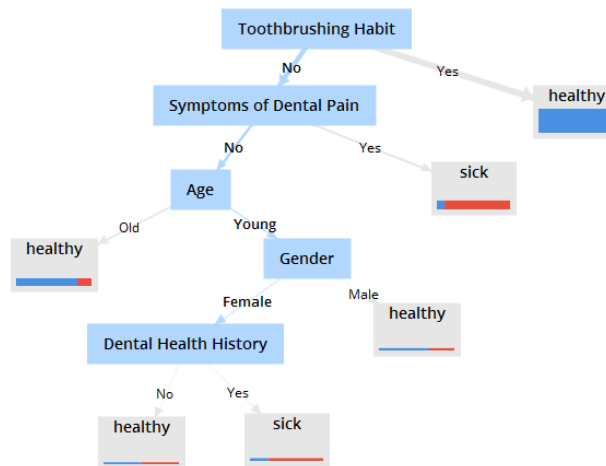 Toothbrushing Habit
No
Yes
Symptoms of Dental Pain
healthy
No
Yes
Age
sick
Old
Young
healthy
Gender
Female
Male
Dental Health History
healthy
No
Yes
healthy
sick